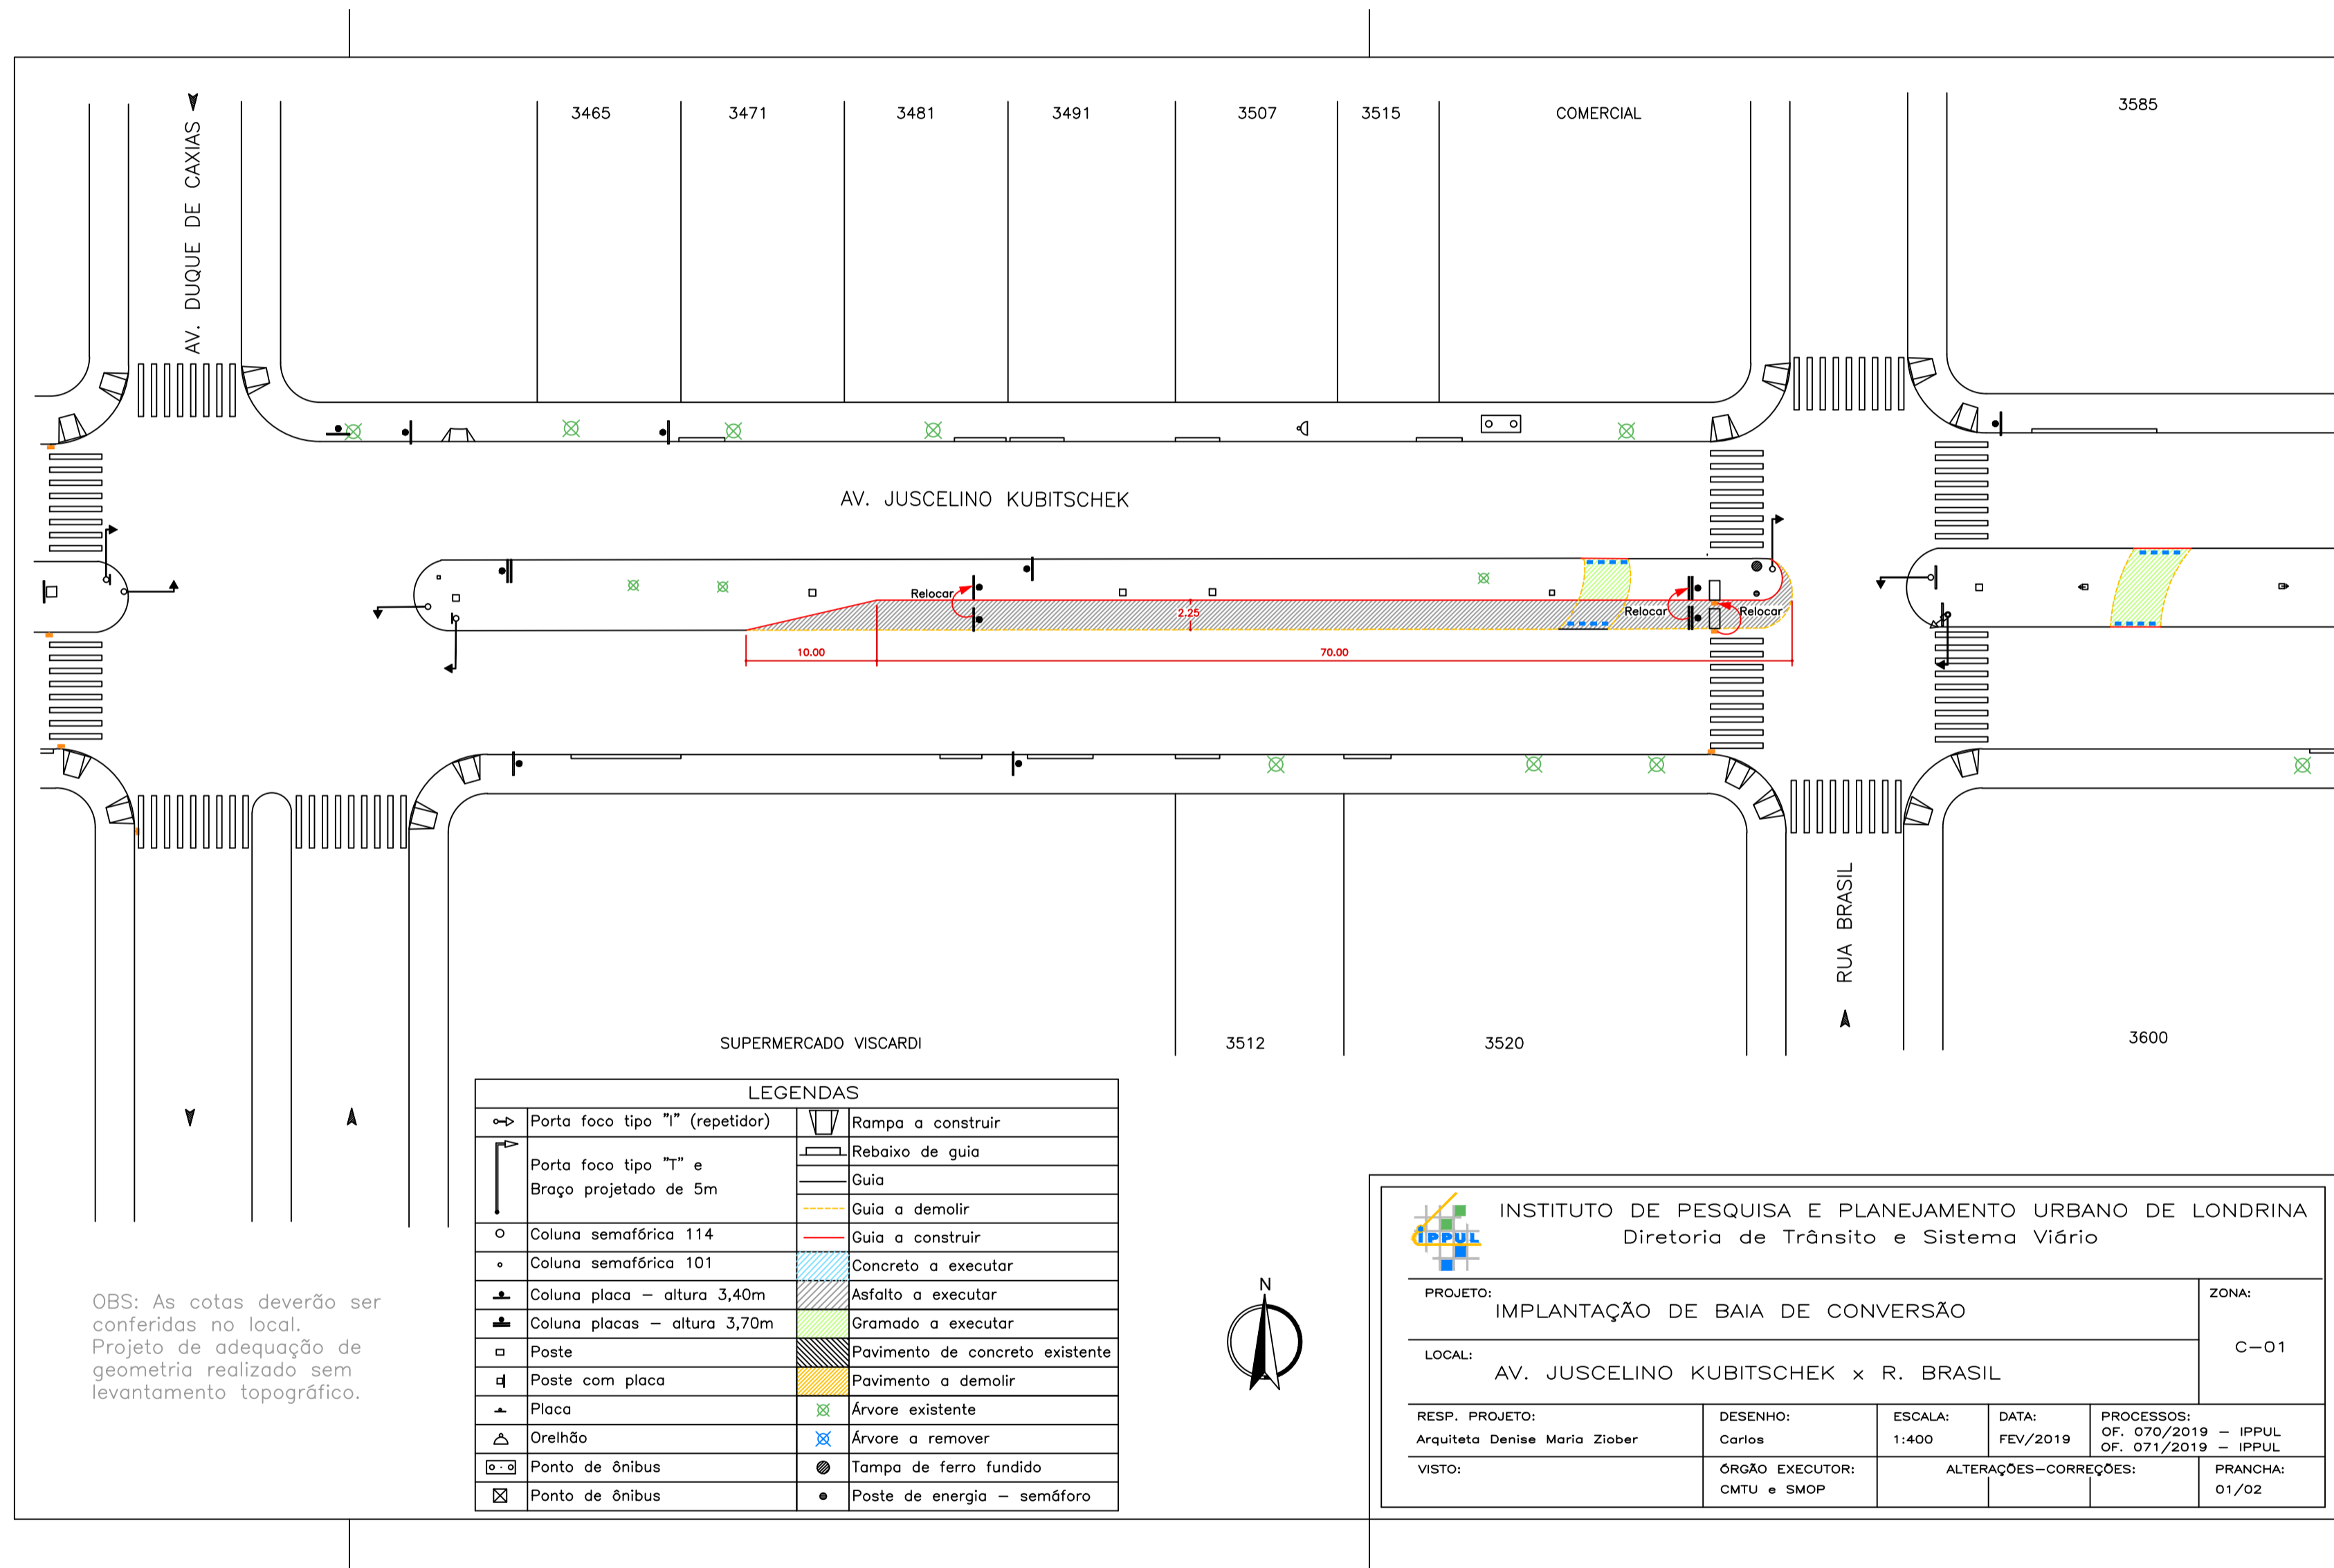 3465
3471
3481
3491
3507
3515
COMERCIAL
3585
AV. DUQUE DE CAXIAS
AV. JUSCELINO KUBITSCHEK
Relocar
2.25
Relocar
Relocar
10.00
70.00
RUA BRASIL
SUPERMERCADO VISCARDI
3512
3520
3600
LEGENDAS
Porta foco tipo "I" (repetidor)
Rampa a construir
Porta foco tipo "T" e
Braço projetado de 5m
Rebaixo de guia
Guia
Guia a demolir
Coluna semafórica 114
Guia a construir
Coluna semafórica 101
Concreto a executar
Coluna placa – altura 3,40m
Asfalto a executar
Coluna placas – altura 3,70m
Gramado a executar
Poste
Pavimento de concreto existente
Poste com placa
Pavimento a demolir
Placa
Árvore existente
Orelhão
Árvore a remover
Ponto de ônibus
Tampa de ferro fundido
Ponto de ônibus
Poste de energia – semáforo
OBS: As cotas deverão ser
conferidas no local.
Projeto de adequação de
geometria realizado sem
levantamento topográfico.
N
IPPUL
INSTITUTO DE PESQUISA E PLANEJAMENTO URBANO DE LONDRINA
Diretoria de Trânsito e Sistema Viário
PROJETO:
IMPLANTAÇÃO DE BAIA DE CONVERSÃO
ZONA:
C–01
LOCAL:
AV. JUSCELINO KUBITSCHEK x R. BRASIL
RESP. PROJETO:
Arquiteta Denise Maria Ziober
DESENHO:
Carlos
ESCALA:
1:400
DATA:
FEV/2019
PROCESSOS:
OF. 070/2019 – IPPUL
OF. 071/2019 – IPPUL
VISTO:
ÓRGÃO EXECUTOR:
CMTU e SMOP
ALTERAÇÕES–CORREÇÕES:
PRANCHA:
01/02